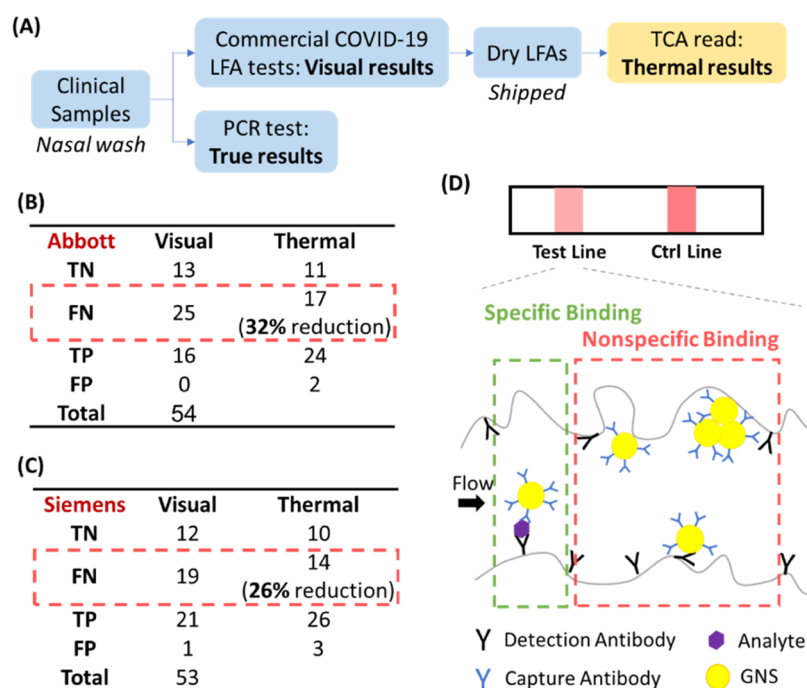 (A)
Clinical
Samples
Nasal wash
Commercial COVID-19
LFA tests: Visual results
PCR test:
True results
Dry LFAs
Shipped
TCA read:
Thermal results
(B)
Abbott Visual Thermal
TN 13 11
FN 25 17
(32% reduction)
TP 16 24
FP 0 2
Total 54
(C)
Siemens Visual Thermal
TN 12 10
FN 19 14
(26% reduction)
TP 21 26
FP 1 3
Total 53
(D)
Test Line Ctrl Line
Specific Binding
Nonspecific Binding
Flow
Detection Antibody Analyte
Capture Antibody GNS